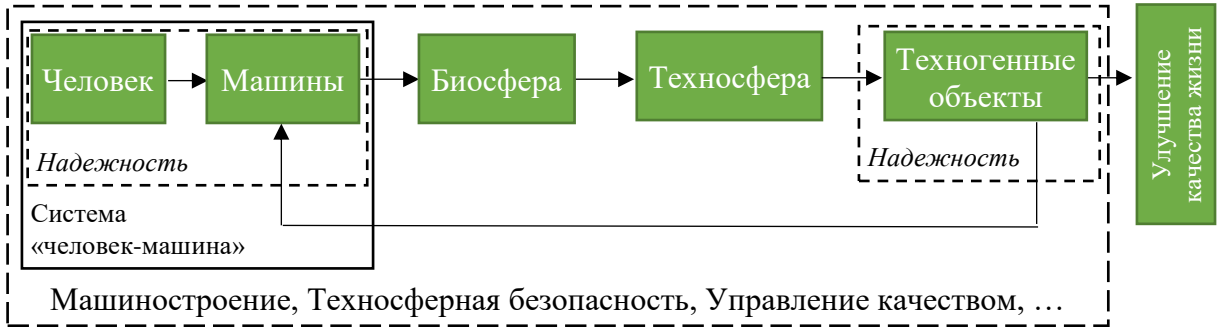 Человек
Машины
Биосфера
Техносфера
Техногенные
объекты
Улучшение
качества жизни
Надежность
Надежность
Система
«человек-машина»
Машиностроение, Техносферная безопасность, Управление качеством, …